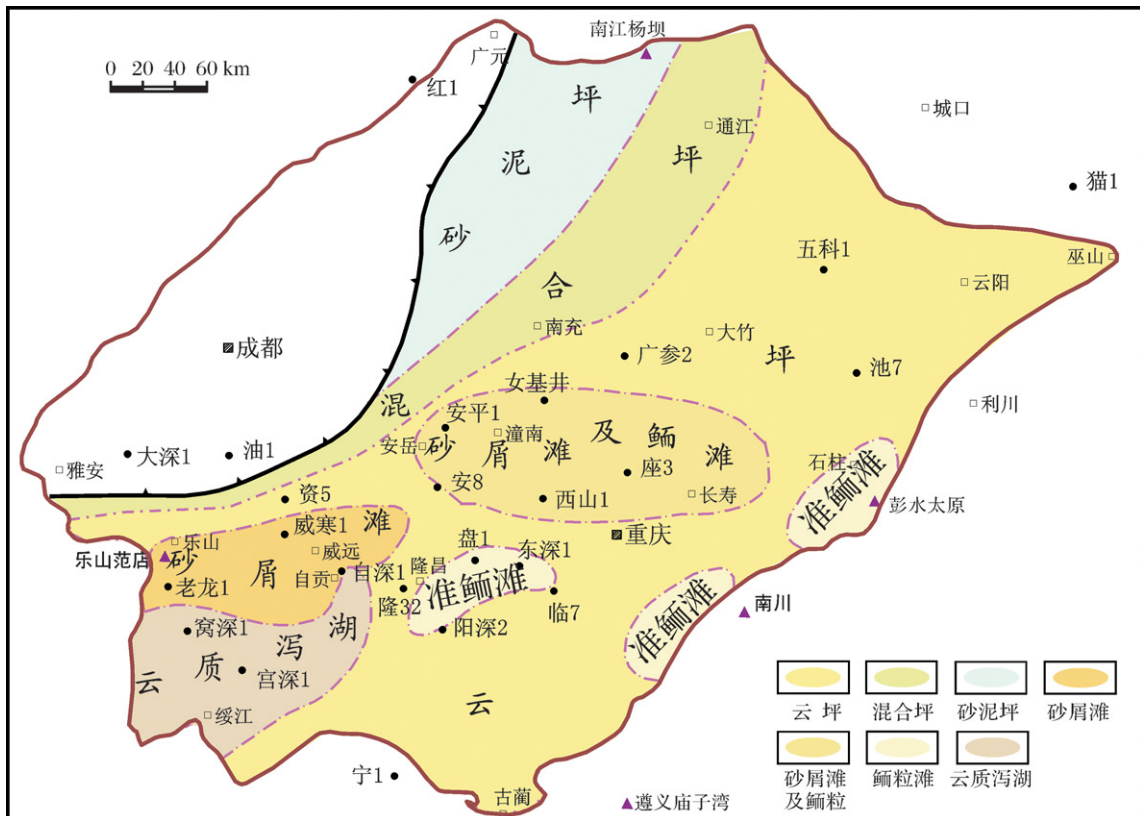 南江杨坝
广元
0 20 40 60 km
红1
坪
城口
通江
泥
坪
猫1
砂
五科1
巫山
云阳
合
南充
大竹
成都
广参2
坪
池7
女基井
混
安平1
利川
潼南
及
鲕
安岳
砂
屑
滩
滩
石柱
大深1
油1
雅安
座3
安8
西山1
长寿
准鲕滩
彭水太原
资5
威寒1
滩
重庆
乐山
盘1
东深1
乐山范店
砂
威远
屑
自贡
自深1
隆昌
老龙1
隆32
准鲕滩
临7
准鲕滩
南川
窝深1
湖
阳深2
泻
质
云
宫深1
绥江
云
云 坪
混合坪
砂泥坪
砂屑滩
宁1
砂屑滩
及鲕粒
鲕粒滩
云质泻湖
古蔺
遵义庙子湾